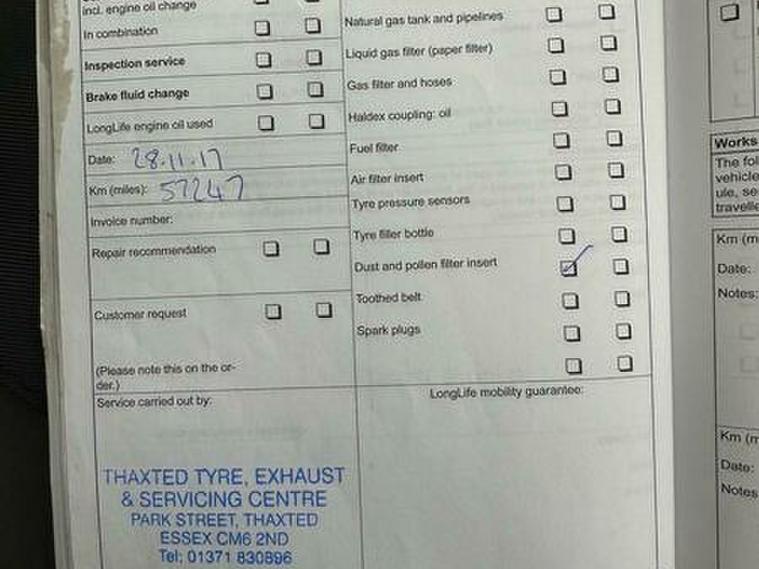 incl. engine oil change
In combination
Inspection service
Brake fluid change
LongLife engine oil used
Date: 28.11.17
Km (miles): 57247
Invoice number:
Repair recommendation
Customer request
(Please note this on the or-
der.)
Service carried out by:
THAXTED TYRE, EXHAUST
& SERVICING CENTRE
PARK STREET, THAXTED
ESSEX CM6 2ND
Tel: 01371 830896
Natural gas tank and pipelines
Liquid gas filter (paper filter)
Gas filter and hoses
Haldex coupling: oil
Fuel filter
Air filter insert
Tyre pressure sensors
Tyre filler bottle
Dust and pollen filter insert
Toothed belt
Spark plugs
LongLife mobility guarantee:
Works
The fol
vehicle
ule, se
travelle
Km (m
Date:
Notes:
Km (m
Date:
Notes